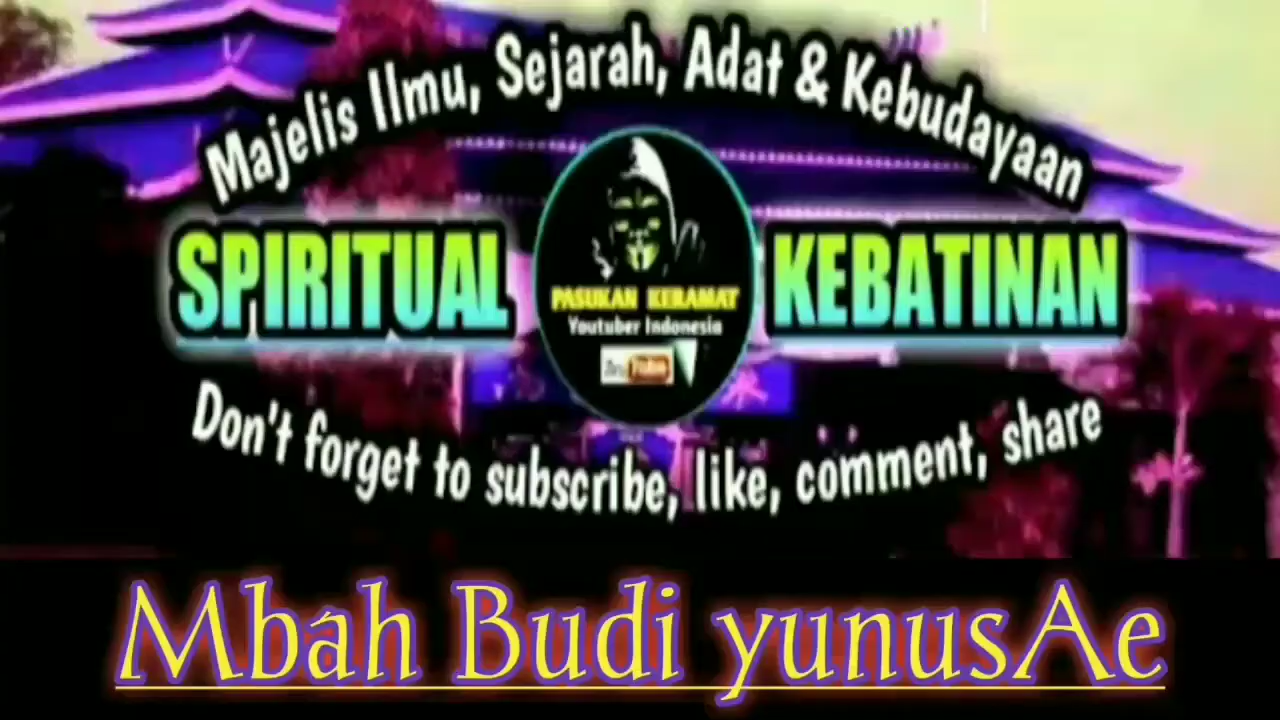 Majelis Ilmu, Sejarah, Adat & Kebudayaan
SPIRITUAL
KEBATINAN
PASUKAN KERAMAT
Youtuber Indonesia
Don't forget to subscribe, like, comment, share
Mbah Budi yunusAe